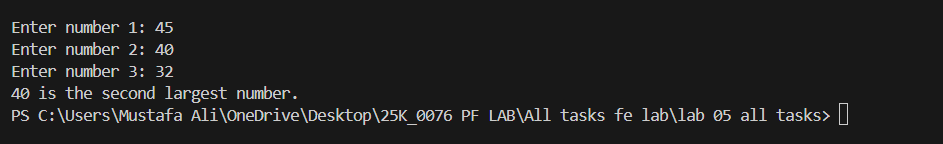 Enter number 1: 45
Enter number 2: 40
Enter number 3: 32
40 is the second largest number.
PS C:\Users\Mustafa Ali\OneDrive\Desktop\25K_0076 PF LAB\All tasks fe lab\lab 05 all tasks>